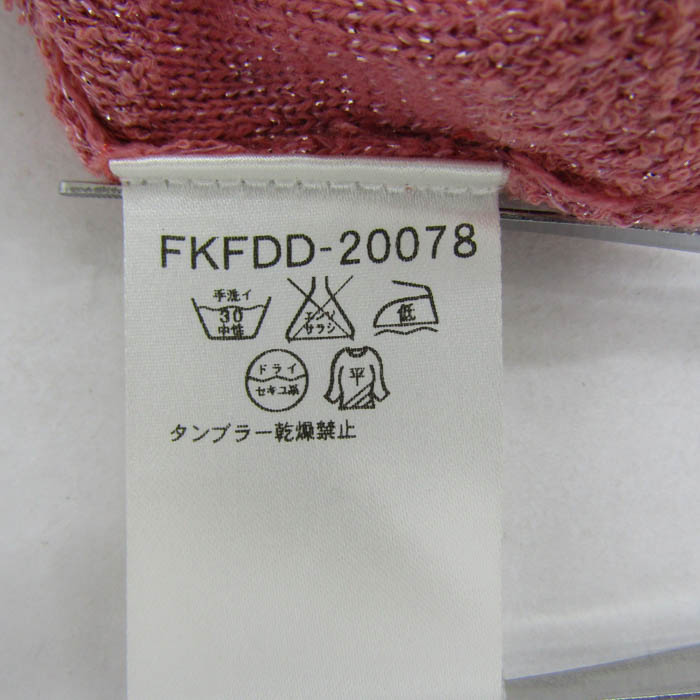 FKFDD-20078
手洗イ
30
中性
エンソ
サラシ
低
ドライ
セキユ系
平
タンブラー乾燥禁止